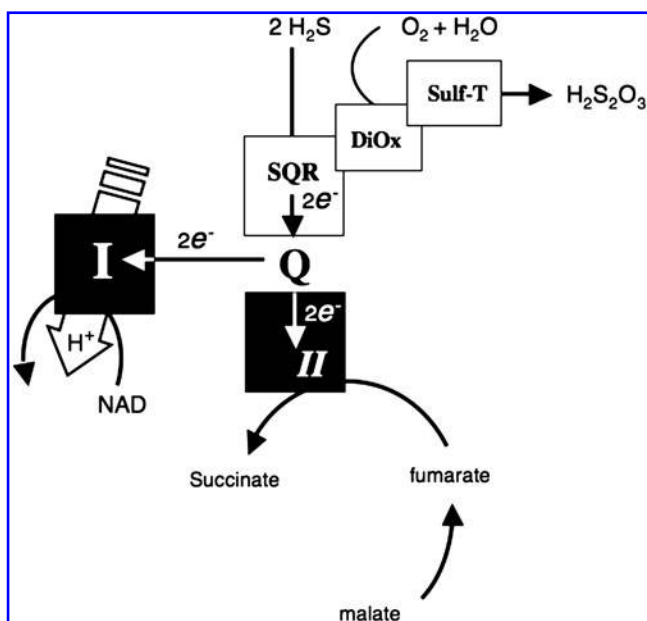 2 H₂S
O₂ + H₂O
Sulf-T
H₂S₂O₃
DiOx
SQR
2e⁻
2e⁻
I
Q
2e⁻
H⁺
II
NAD
Succinate
fumarate
malate